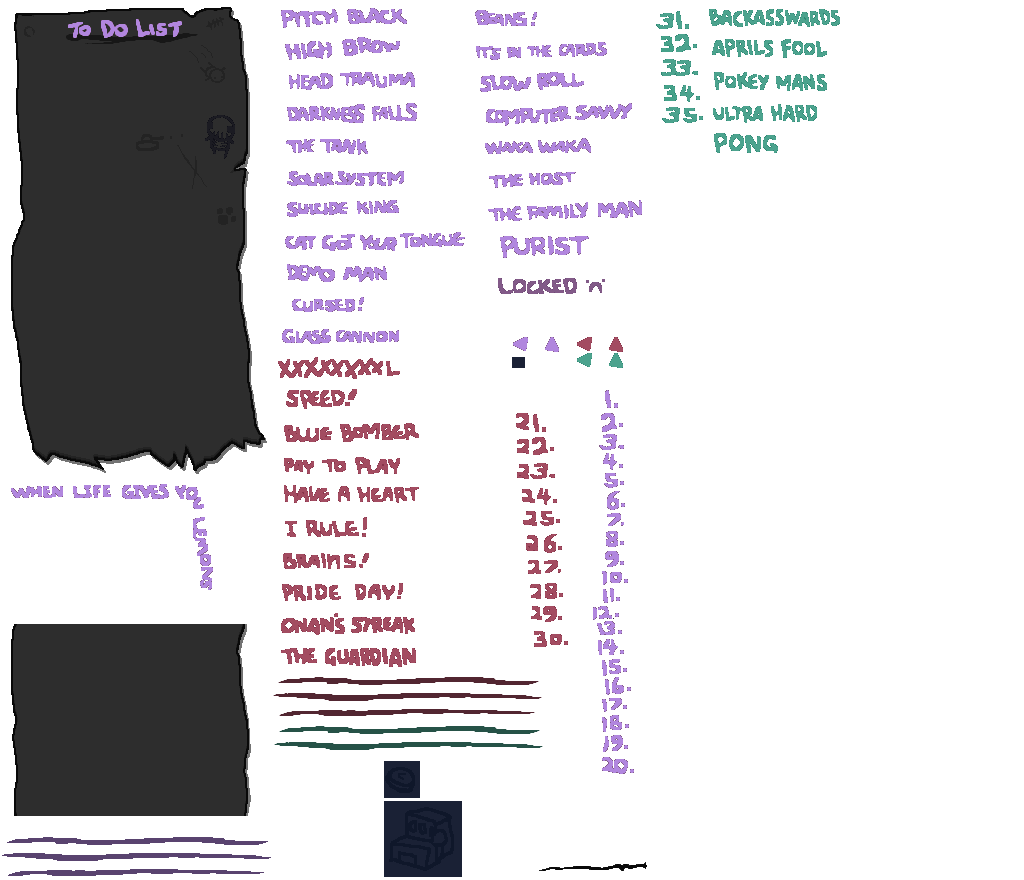 TO DO LIST
PITCH BLACK
HIGH BROW
HEAD TRAUMA
DARKNESS FALLS
THE TANK
SOLAR SYSTEM
SUICIDE KING
CAT GOT YOUR TONGUE
DEMO MAN
CURSED!
GLASS CANNON
XXXXXXXXL
SPEED!
BLUE BOMBER
PAY TO PLAY
HAVE A HEART
I RULE!
BRAINS!
PRIDE DAY!
ONAN'S STREAK
THE GUARDIAN
WHEN LIFE GIVES YOU LEMONS
BEANS!
IT'S IN THE CARDS
SLOW ROLL
COMPUTER SAVVY
WAKA WAKA
THE HOST
THE FAMILY MAN
PURIST
LOCKED
21.
22.
23.
24.
25.
26.
27.
28.
29.
30.
1.
2.
3.
4.
5.
6.
7.
8.
9.
10.
11.
12.
13.
14.
15.
16.
17.
18.
19.
20.
31.
32.
33.
34.
35.
BACKASSWARDS
APRILS FOOL
POKEY MANS
ULTRA HARD
PONG